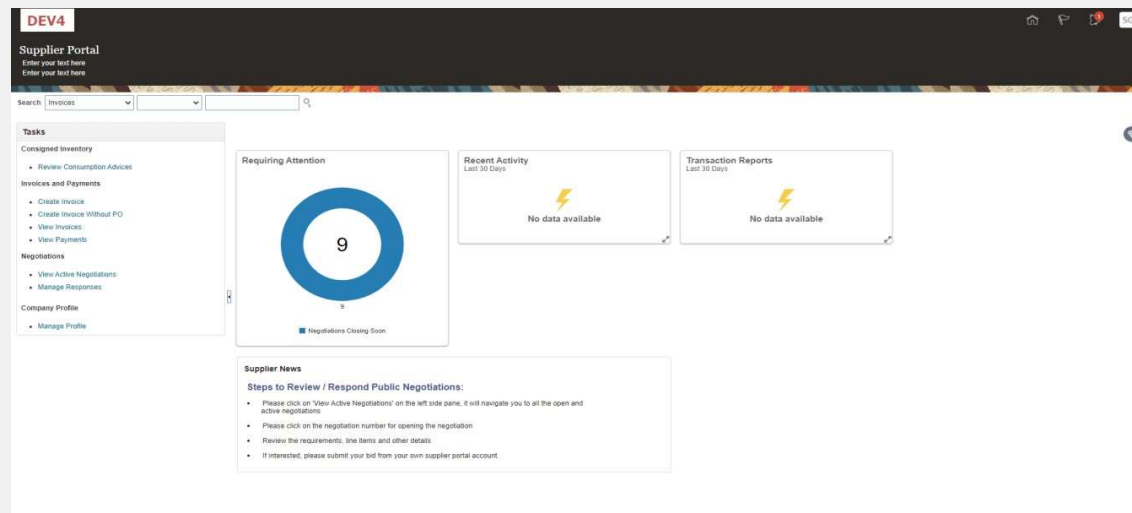 DEV4
1
SC
Supplier Portal
Enter your text here
Enter your text here
Search Invoices
Tasks
Consigned Inventory
Review Consumption Advices
Invoices and Payments
Create Invoice
Create Invoice Without PO
View Invoices
View Payments
Negotiations
View Active Negotiations
Manage Responses
Company Profile
Manage Profile
Requiring Attention
9
9
Negotiations Closing Soon
Recent Activity
Last 30 Days
No data available
Transaction Reports
Last 30 Days
No data available
Supplier News
Steps to Review / Respond Public Negotiations:
Please click on 'View Active Negotiations' on the left side pane, it will navigate you to all the open and
active negotiations
Please click on the negotiation number for opening the negotiation
Review the requirements, line items and other details
If interested, please submit your bid from your own supplier portal account.